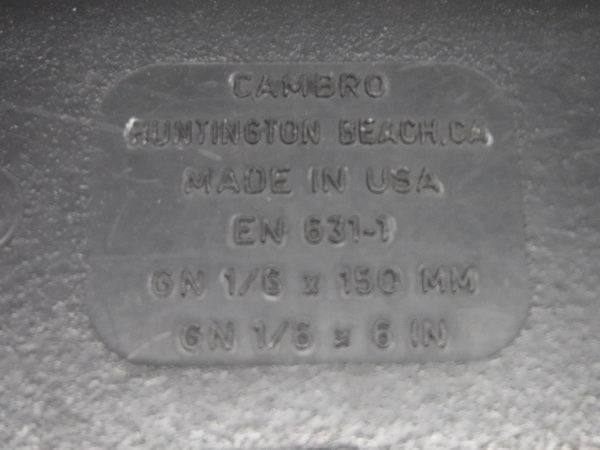 CAMBRO
HUNTINGTON BEACH, CA
MADE IN USA
EN 631-1
GN 1/6 x 150 MM
GN 1/6 x 6 IN